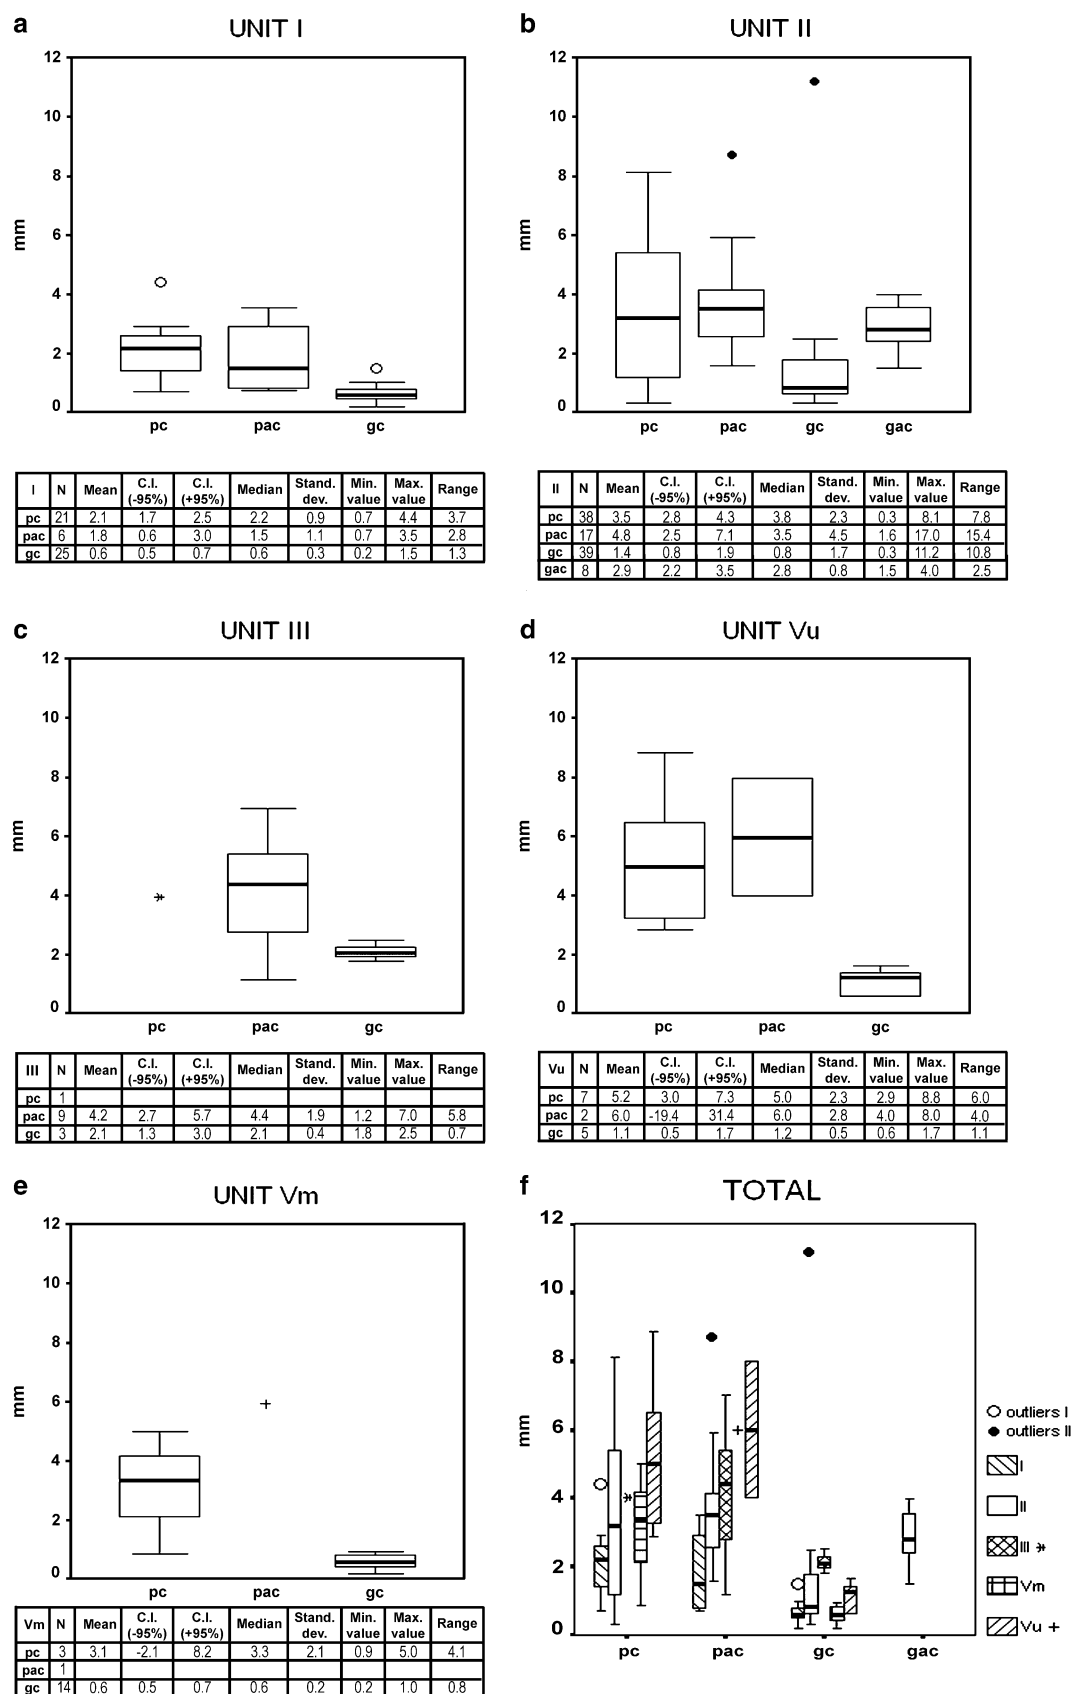 a UNIT I
12
10
8
6
4
2
0
mm
pc pac gc
I N Mean C.I. (-95%) C.I. (+95%) Median Stand. dev. Min. value Max. value Range
pc 21 2.1 1.7 2.5 2.2 0.9 0.7 4.4 3.7
pac 6 1.8 0.6 3.0 1.5 1.1 0.7 3.5 2.8
gc 25 0.6 0.5 0.7 0.6 0.3 0.2 1.5 1.3
b UNIT II
12
10
8
6
4
2
0
mm
pc pac gc gac
II N Mean C.I. (-95%) C.I. (+95%) Median Stand. dev. Min. value Max. value Range
pc 38 3.5 2.8 4.3 3.8 2.3 0.3 8.1 7.8
pac 17 4.8 2.5 7.1 3.5 4.5 1.6 17.0 15.4
gc 39 1.4 0.8 1.9 0.8 1.7 0.3 11.2 10.8
gac 8 2.9 2.2 3.5 2.8 0.8 1.5 4.0 2.5
c UNIT III
12
10
8
6
4
2
0
mm
pc pac gc
III N Mean C.I. (-95%) C.I. (+95%) Median Stand. dev. Min. value Max. value Range
pc 1
pac 9 4.2 2.7 5.7 4.4 1.9 1.2 7.0 5.8
gc 3 2.1 1.3 3.0 2.1 0.4 1.8 2.5 0.7
d UNIT Vu
12
10
8
6
4
2
0
mm
pc pac gc
Vu N Mean C.I. (-95%) C.I. (+95%) Median Stand. dev. Min. value Max. value Range
pc 7 5.2 3.0 7.3 5.0 2.3 2.9 8.8 6.0
pac 2 6.0 -19.4 31.4 6.0 2.8 4.0 8.0 4.0
gc 5 1.1 0.5 1.7 1.2 0.5 0.6 1.7 1.1
e UNIT Vm
12
10
8
6
4
2
0
mm
pc pac gc
Vm N Mean C.I. (-95%) C.I. (+95%) Median Stand. dev. Min. value Max. value Range
pc 3 3.1 -2.1 8.2 3.3 2.1 0.9 5.0 4.1
pac 1
gc 14 0.6 0.5 0.7 0.6 0.2 0.2 1.0 0.8
f TOTAL
12
10
8
6
4
2
0
mm
pc pac gc gac
outliers I
outliers II
I
II
III
Vm
Vu +